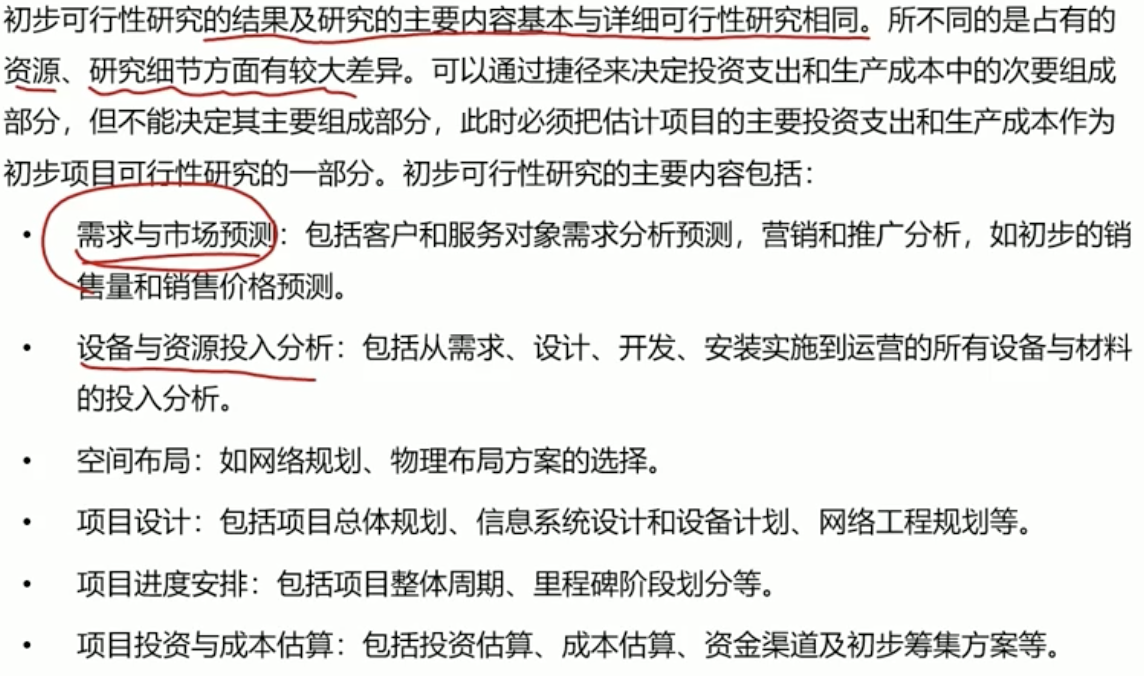 初步可行性研究的结果及研究的主要内容基本与详细可行性研究相同。所不同的是占有的
资源、研究细节方面有较大差异。可以通过捷径来决定投资支出和生产成本中的次要组成
部分，但不能决定其主要组成部分，此时必须把估计项目的主要投资支出和生产成本作为
初步项目可行性研究的一部分。初步可行性研究的主要内容包括：
• 需求与市场预测：包括客户和服务对象需求分析预测，营销和推广分析，如初步的销
售量和销售价格预测。
• 设备与资源投入分析：包括从需求、设计、开发、安装实施到运营的所有设备与材料
的投入分析。
• 空间布局：如网络规划、物理布局方案的选择。
• 项目设计：包括项目总体规划、信息系统设计和设备计划、网络工程规划等。
• 项目进度安排：包括项目整体周期、里程碑阶段划分等。
• 项目投资与成本估算：包括投资估算、成本估算、资金渠道及初步筹集方案等。